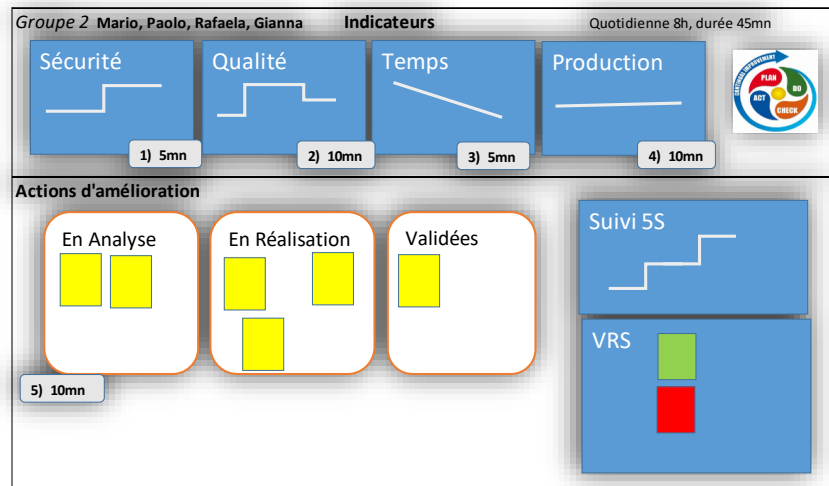 Groupe 2 Mario, Paolo, Rafaela, Gianna Indicateurs Quotidienne 8h, durée 45mn
Sécurité
1) 5mn
Qualité
2) 10mn
Temps
3) 5mn
Production
4) 10mn
CONTINUAL IMPROVEMENT
PLAN
DO
CHECK
ACT
Actions d'amélioration
En Analyse
5) 10mn
En Réalisation
Validées
Suivi 5S
VRS